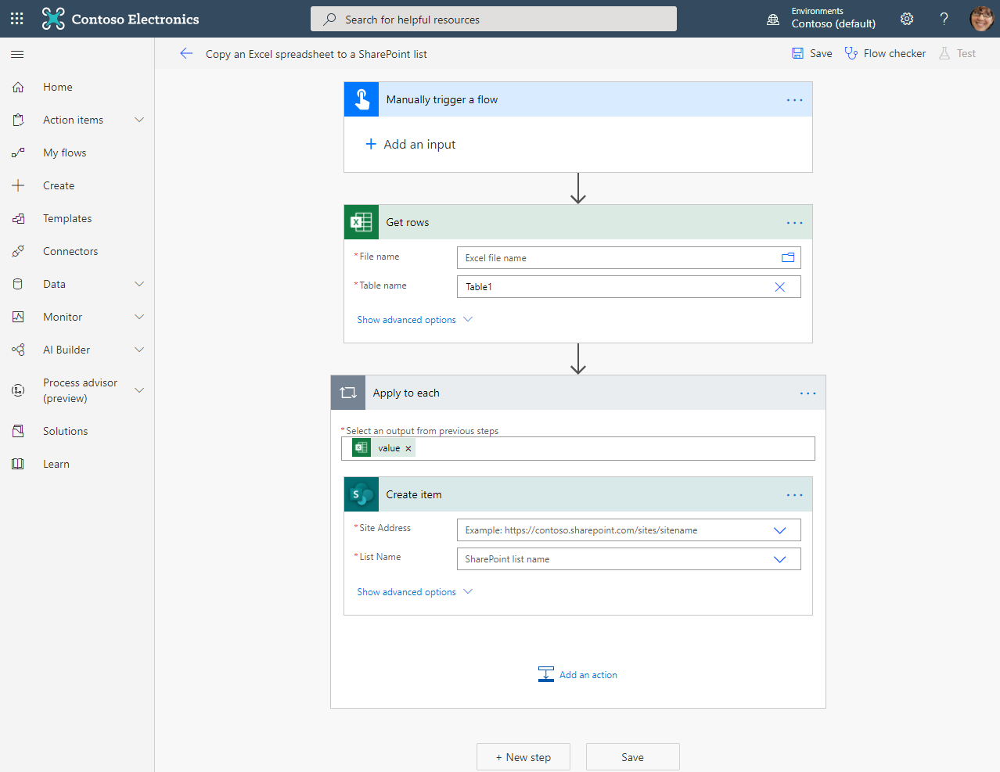 Contoso Electronics
Search for helpful resources
Environments
Contoso (default)
?
Copy an Excel spreadsheet to a SharePoint list
Save
Flow checker
Test
Home
Action items
My flows
Create
Templates
Connectors
Data
Monitor
AI Builder
Process advisor
(preview)
Solutions
Learn
Manually trigger a flow
...
+ Add an input
Get rows
...
* File name
Excel file name
* Table name
Table1
Show advanced options
Apply to each
...
* Select an output from previous steps
value ×
Create item
...
* Site Address
Example: https://contoso.sharepoint.com/sites/sitename
* List Name
SharePoint list name
Show advanced options
Add an action
+ New step
Save